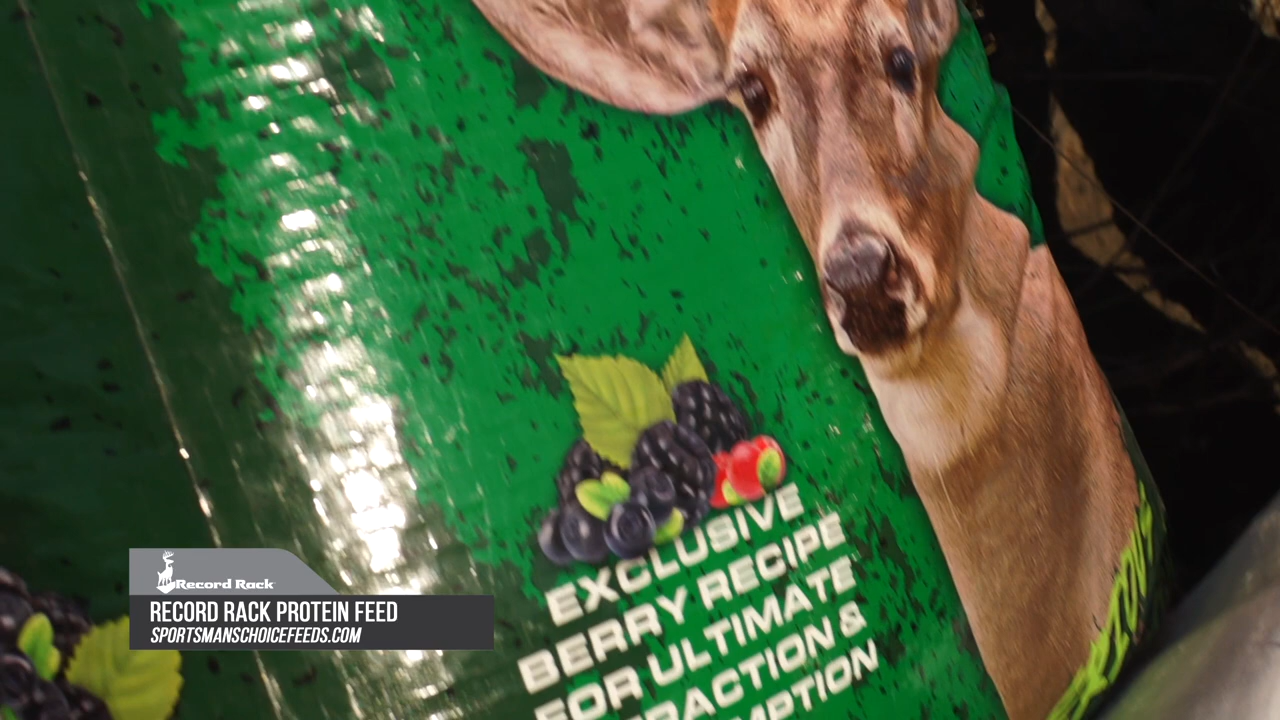 EXCLUSIVE
BERRY RECIPE
FOR ULTIMATE
&
Record Rack
RECORD RACK PROTEIN FEED
SPORTSMANSCHOICEFEEDS.COM